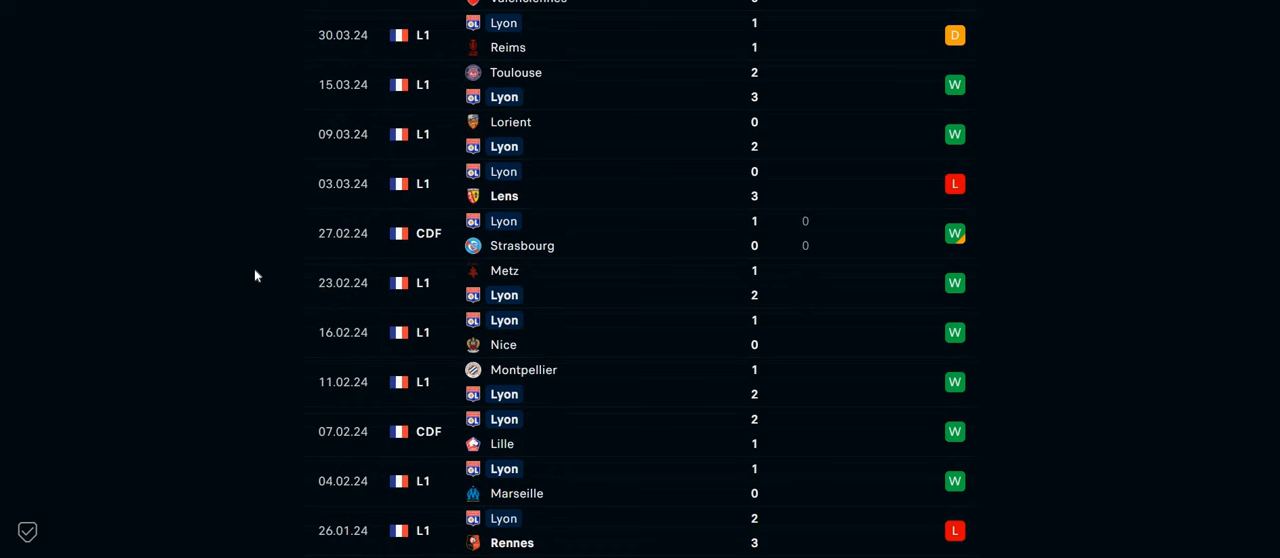 Valenciennes
Lyon 1
30.03.24 L1 D
Reims 1
Toulouse 2
15.03.24 L1 W
Lyon 3
Lorient 0
09.03.24 L1 W
Lyon 2
Lyon 0
03.03.24 L1 L
Lens 3
Lyon 1 0
27.02.24 CDF W
Strasbourg 0 0
Metz 1
23.02.24 L1 W
Lyon 2
Lyon 1
16.02.24 L1 W
Nice 0
Montpellier 1
11.02.24 L1 W
Lyon 2
Lyon 2
07.02.24 CDF W
Lille 1
Lyon 1
04.02.24 L1 W
Marseille 0
Lyon 2
26.01.24 L1 L
Rennes 3